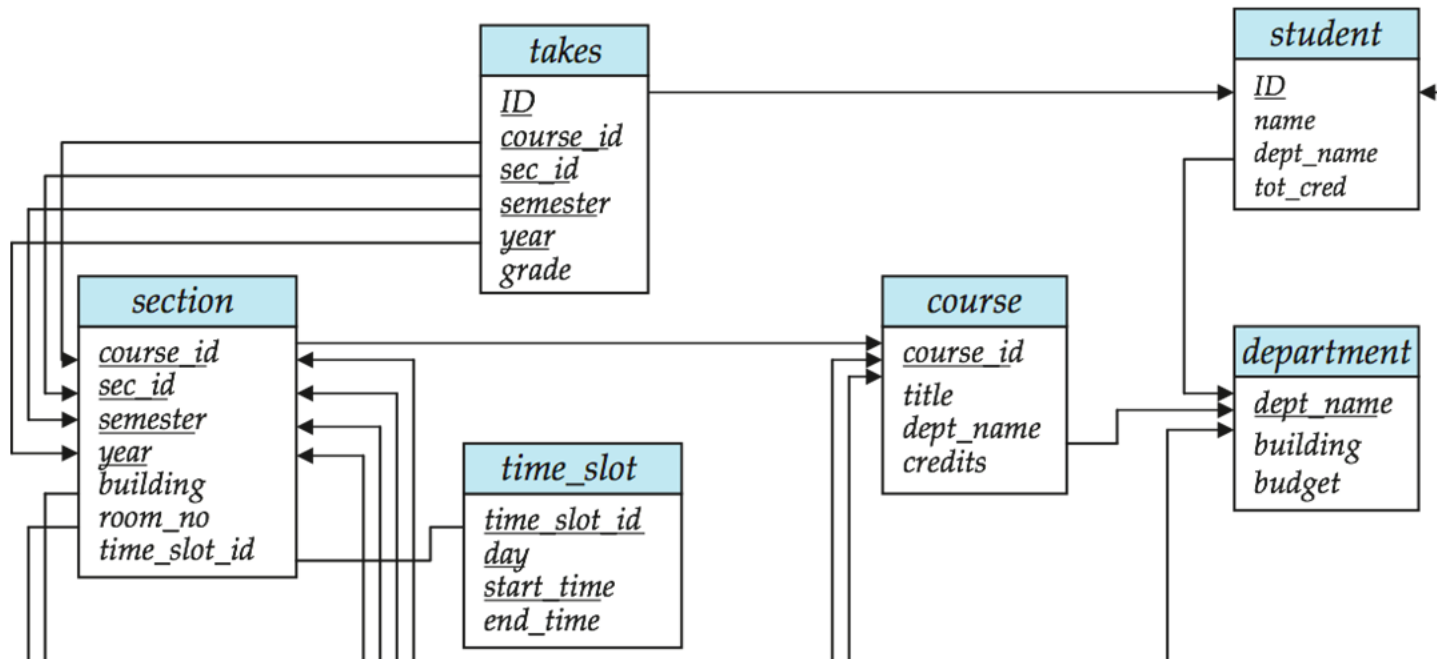 takes
ID
course_id
sec_id
semester
year
grade
student
ID
name
dept_name
tot_cred
section
course_id
sec_id
semester
year
building
room_no
time_slot_id
time_slot
time_slot_id
day
start_time
end_time
course
course_id
title
dept_name
credits
department
dept_name
building
budget